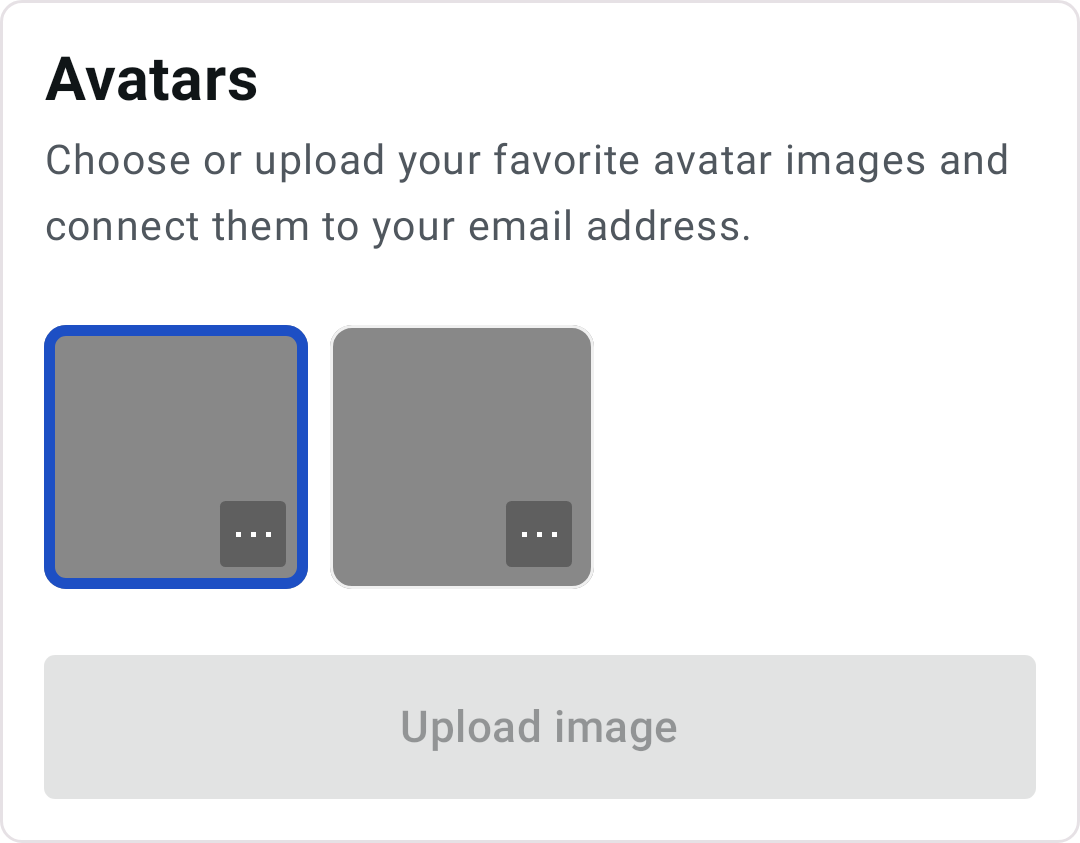 Avatars
Choose or upload your favorite avatar images and
connect them to your email address.
Upload image